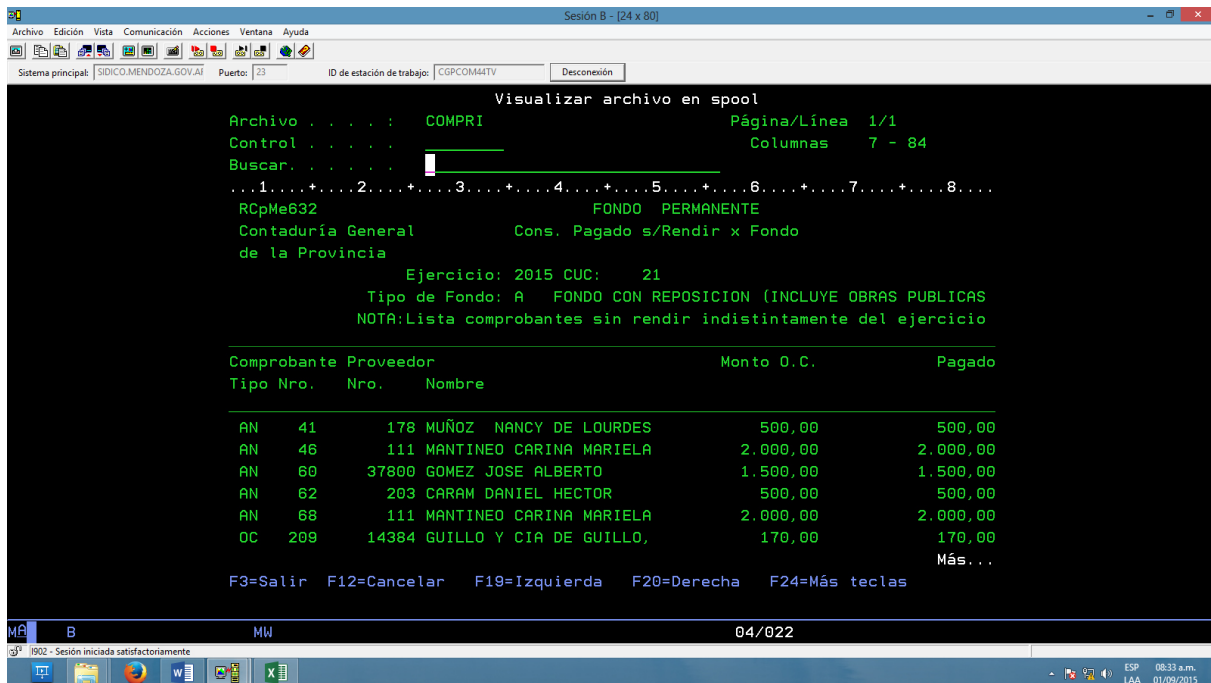 Sesión B - [24 x 80]
Archivo Edición Vista Comunicación Acciones Ventana Ayuda
Sistema principal: SIDICO.MENDOZA.GOV.AF Puerto: 23 ID de estación de trabajo: CGPCOM44TV Desconexión
Visualizar archivo en spool
Archivo . . . . : COMPRI Página/Línea 1/1
Control . . . . . Columnas 7 - 84
Buscar. . . . . .
...1....+....2....+....3....+....4....+....5....+....6....+....7....+....8....
RCpMe632 FONDO PERMANENTE
Contaduría General Cons. Pagado s/Rendir x Fondo
de la Provincia
Ejercicio: 2015 CUC: 21
Tipo de Fondo: A FONDO CON REPOSICION (INCLUYE OBRAS PUBLICAS
NOTA:Lista comprobantes sin rendir indistintamente del ejercicio
Comprobante Proveedor Monto O.C. Pagado
Tipo Nro. Nro. Nombre
AN 41 178 MUÑOZ NANCY DE LOURDES 500,00 500,00
AN 46 111 MANTINEO CARINA MARIELA 2.000,00 2.000,00
AN 60 37800 GOMEZ JOSE ALBERTO 1.500,00 1.500,00
AN 62 203 CARAM DANIEL HECTOR 500,00 500,00
AN 68 111 MANTINEO CARINA MARIELA 2.000,00 2.000,00
OC 209 14384 GUILLO Y CIA DE GUILLO, 170,00 170,00
Más...
F3=Salir F12=Cancelar F19=Izquierda F20=Derecha F24=Más teclas
MA B MW 04/022
I902 - Sesión iniciada satisfactoriamente
ESP 08:33 a.m.
LAA 01/09/2015